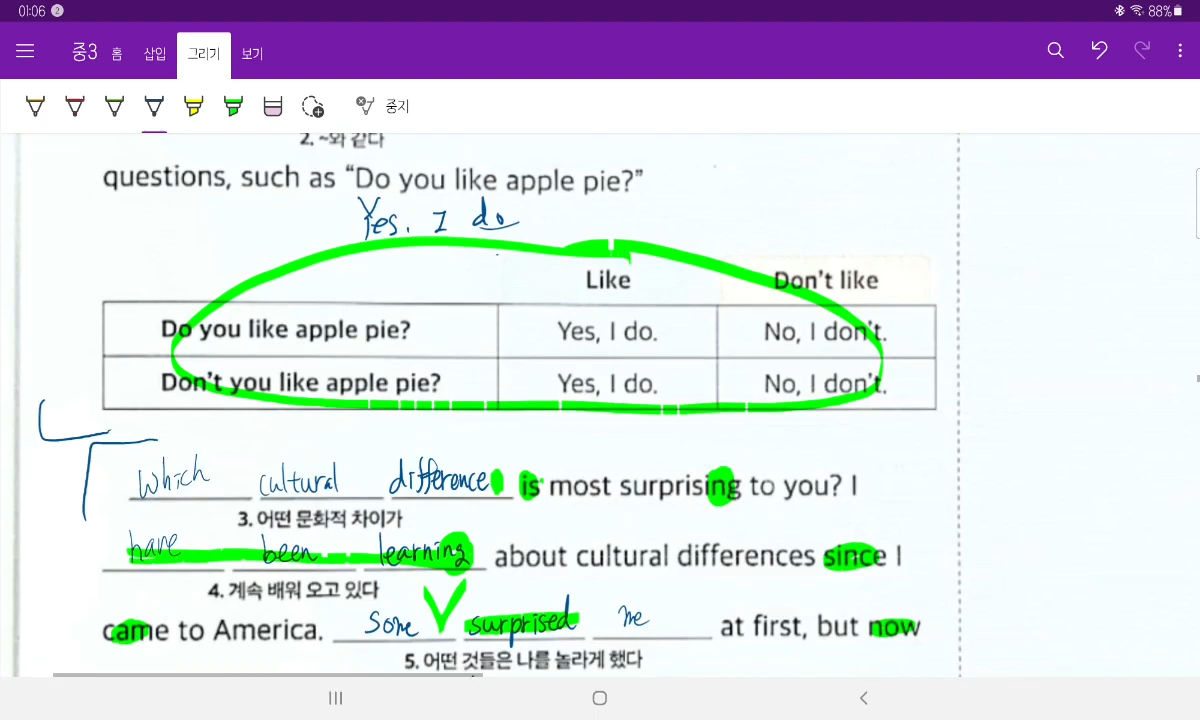 01:06 2 88%
중3 홈 삽입 그리기 보기
중지
2. ~와 같다
questions, such as “Do you like apple pie?”
Yes. I do
Like Don't like
Do you like apple pie? Yes, I do. No, I don't.
Don't you like apple pie? Yes, I do. No, I don't.
which cultural difference is most surprising to you? I
3. 어떤 문화적 차이가
have been learning about cultural differences since I
4. 계속 배워 오고 있다
came to America. Some surprised me at first, but now
5. 어떤 것들은 나를 놀라게 했다